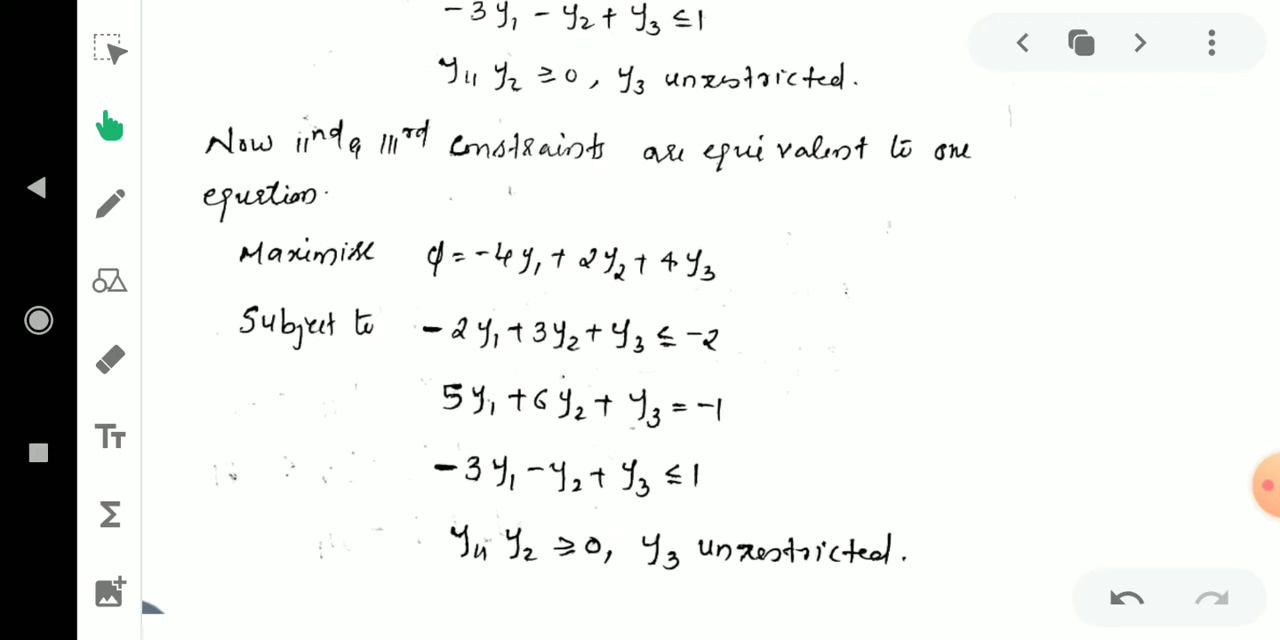 -3y₁ - y₂ + y₃ ≤ 1
y₁, y₂ ≥ 0, y₃ unrestricted.
Now iind & iiird constraints are equivalent to one
equstion.
Maximise φ = -4y₁ + 2y₂ + 4y₃
Subject to -2y₁ + 3y₂ + y₃ ≤ -2
5y₁ + 6y₂ + y₃ = -1
-3y₁ - y₂ + y₃ ≤ 1
y₁, y₂ ≥ 0, y₃ unrestricted.